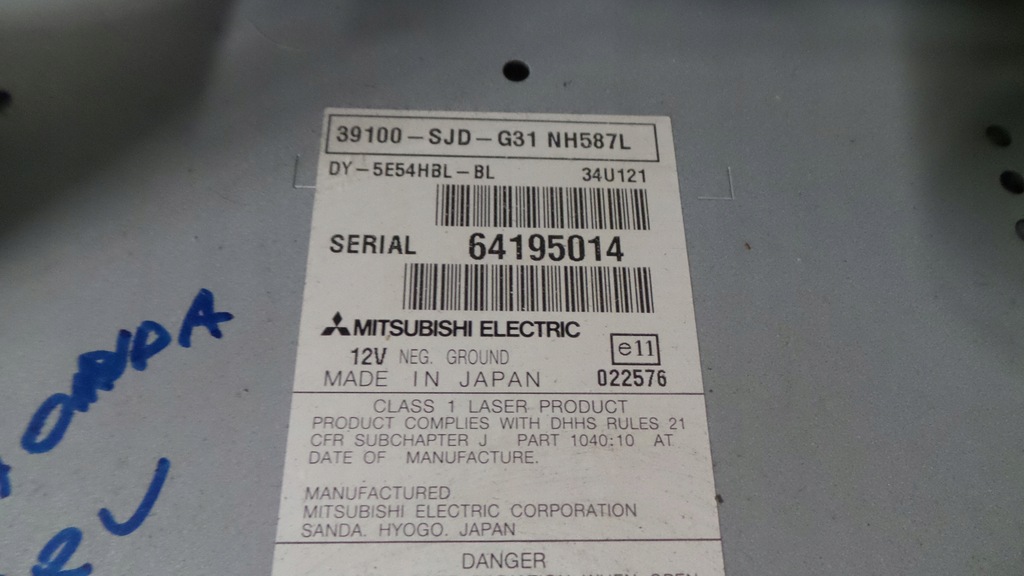 39100-SJD-G31 NH587L
DY-5E54HBL-BL 34U121
SERIAL 64195014
MITSUBISHI ELECTRIC
12V NEG. GROUND e11
MADE IN JAPAN 022576
CLASS 1 LASER PRODUCT
PRODUCT COMPLIES WITH DHHS RULES 21
CFR SUBCHAPTER J PART 1040:10 AT
DATE OF MANUFACTURE.
MANUFACTURED
MITSUBISHI ELECTRIC CORPORATION
SANDA. HYOGO. JAPAN
DANGER
WHEN OPEN